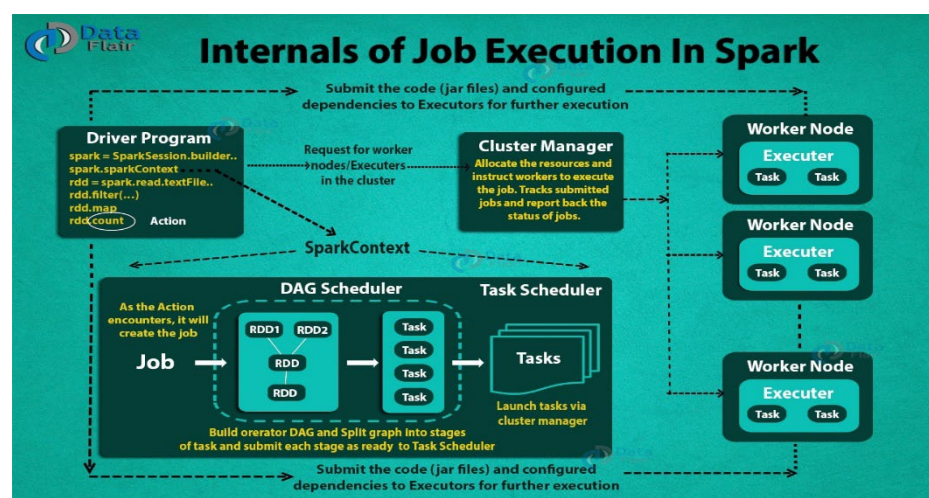 Data
Flair
Internals of Job Execution In Spark
Submit the code (jar files) and configured
dependencies to Executors for further execution
Driver Program
spark = SparkSession.builder..
spark.sparkContext
rdd = spark.read.textFile..
rdd.filter(...)
rdd.map
rdd.count
Action
Request for worker
nodes/Executers
in the cluster
Cluster Manager
Allocate the resources and
instruct workers to execute
the job. Tracks submitted
jobs and report back the
status of jobs.
Worker Node
Executer
Task Task
Worker Node
Executer
Task Task
Worker Node
Executer
Task Task
SparkContext
DAG Scheduler
Task Scheduler
As the Action
encounters, it will
create the job
Job
RDD1 RDD2
RDD
RDD
Task
Task
Task
Task
Tasks
Launch tasks via
cluster manager
Build orerator DAG and Split graph into stages
of task and submit each stage as ready to Task Scheduler
Submit the code (jar files) and configured
dependencies to Executors for further execution